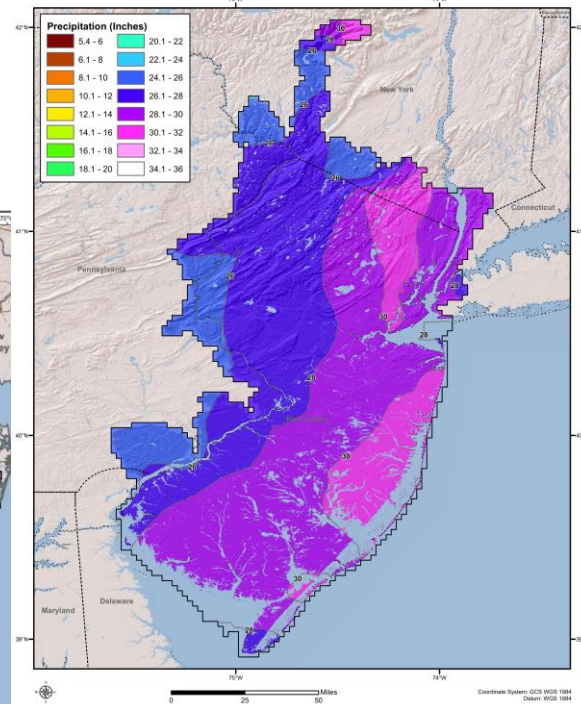 Precipitation (Inches)
5.4 - 6
6.1 - 8
8.1 - 10
10.1 - 12
12.1 - 14
14.1 - 16
16.1 - 18
18.1 - 20
20.1 - 22
22.1 - 24
24.1 - 26
26.1 - 28
28.1 - 30
30.1 - 32
32.1 - 34
34.1 - 36
30
28
New York
26
Connecticut
Pennsylvania
26
28
30
28
28
30
28
30
28
Maryland
Delaware
41°N
40°N
75°W
74°W
0
25
50
Miles
Coordinate System: GCS WGS 1984
Datum: WGS 1984